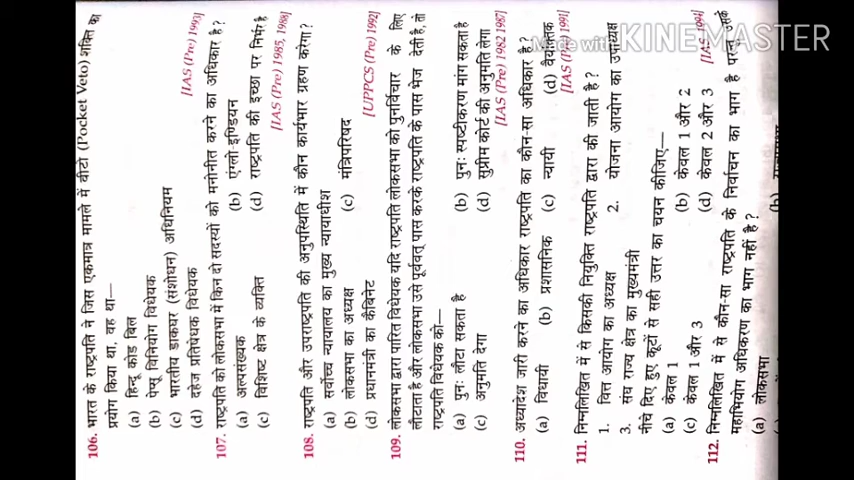 106. भारत के राष्ट्रपति ने जिस एकमात्र मामले में वीटो (Pocket Veto) शक्ति का
प्रयोग किया था, वह था—
(a) हिन्दू कोड बिल
(b) पेप्सू विनियोग विधेयक
(c) भारतीय डाकघर (संशोधन) अधिनियम
(d) दहेज प्रतिषेधक विधेयक
[IAS (Pre) 1993]
107. राष्ट्रपति को लोकसभा में किन दो सदस्यों को मनोनीत करने का अधिकार है?
(a) अल्पसंख्यक (b) एंग्लो-इण्डियन
(c) विशिष्ट क्षेत्र के व्यक्ति (d) राष्ट्रपति की इच्छा पर निर्भर है
[IAS (Pre) 1985, 1988]
108. राष्ट्रपति और उपराष्ट्रपति की अनुपस्थिति में कौन कार्यभार ग्रहण करेगा?
(a) सर्वोच्च न्यायालय का मुख्य न्यायाधीश
(b) लोकसभा का अध्यक्ष (c) मंत्रिपरिषद
(d) प्रधानमंत्री का कैबिनेट
[UPPCS (Pre) 1992]
109. लोकसभा द्वारा पारित विधेयक यदि राष्ट्रपति लोकसभा को पुनर्विचार के लिए
लौटाता है और लोकसभा उसे पूर्ववत् पास करके राष्ट्रपति के पास भेज देती है, तो
राष्ट्रपति विधेयक को—
(a) पुनः लौटा सकता है (b) पुनः स्पष्टीकरण मांग सकता है
(c) अनुमति देगा (d) सुप्रीम कोर्ट की अनुमति लेगा
[IAS (Pre) 1982 1987]
110. अध्यादेश जारी करने का अधिकार राष्ट्रपति का कौन-सा अधिकार है?
(a) विधायी (b) प्रशासनिक (c) न्यायी (d) वैयक्तिक
[IAS (Pre) 1991]
111. निम्नलिखित में से किसकी नियुक्ति राष्ट्रपति द्वारा की जाती है?
1. वित्त आयोग का अध्यक्ष 2. योजना आयोग का उपाध्यक्ष
3. संघ राज्य क्षेत्र का मुख्यमंत्री
नीचे दिए हुए कूटों से सही उत्तर का चयन कीजिए—
(a) केवल 1 (b) केवल 1 और 2
(c) केवल 1 और 3 (d) केवल 2 और 3
[IAS 1994]
112. निम्नलिखित में से कौन-सा राष्ट्रपति के निर्वाचन का भाग है परन्तु उसके
महाभियोग अधिकरण का भाग नहीं है?
(a) लोकसभा (b)
Made with KINEMASTER